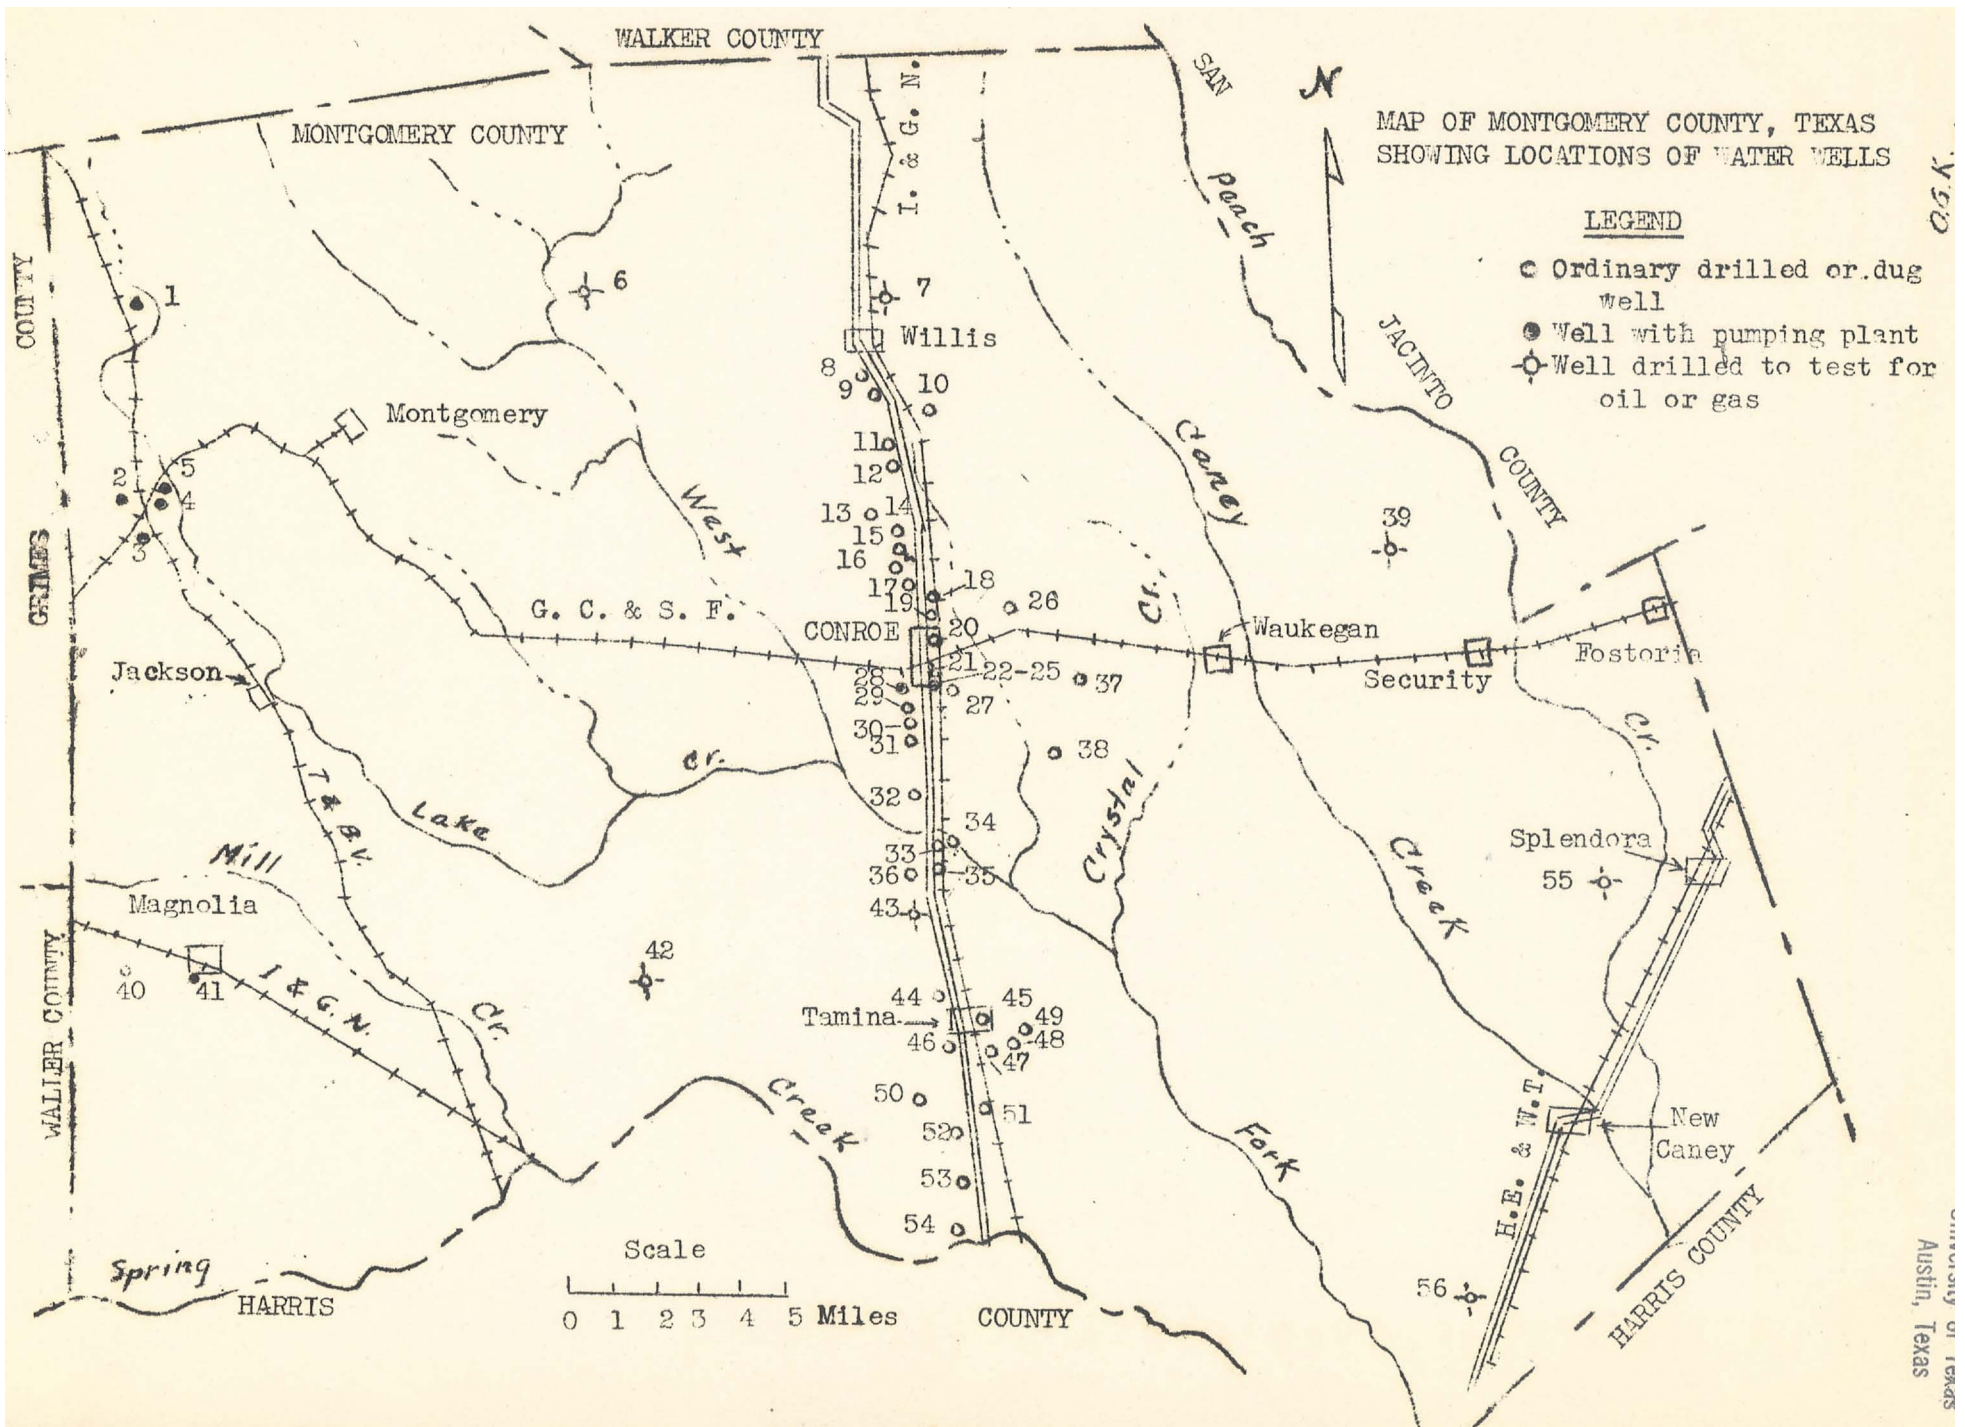 WALKER COUNTY
MONTGOMERY COUNTY
I. & G. N.
SAN
JACINTO
COUNTY
N
MAP OF MONTGOMERY COUNTY, TEXAS
SHOWING LOCATIONS OF WATER WELLS
LEGEND
Ordinary drilled or.dug
well
Well with pumping plant
Well drilled to test for
oil or gas
Peach
COUNTY
GRIMES
1
6
7
Willis
8
9
10
Montgomery
11
12
2
5
4
3
13
14
15
16
17
18
19
West
Caney
39
G. C. & S. F.
CONROE
20
26
Cr.
Waukegan
Fostoria
Security
Jackson
21
22-25
28
29
27
30
31
37
38
Cr.
Cr.
T & B.V.
Lake
32
34
33
36
35
43
Crystal
Creek
Splendora
55
Mill
Magnolia
40
41
I & G. N.
Cr.
42
44
45
Tamina
49
46
48
47
WALLER COUNTY
50
51
52
53
54
Creek
Fork
H.E. & W.T.
New
Caney
56
HARRIS COUNTY
Spring
HARRIS
COUNTY
Scale
0 1 2 3 4 5 Miles
Austin, Texas